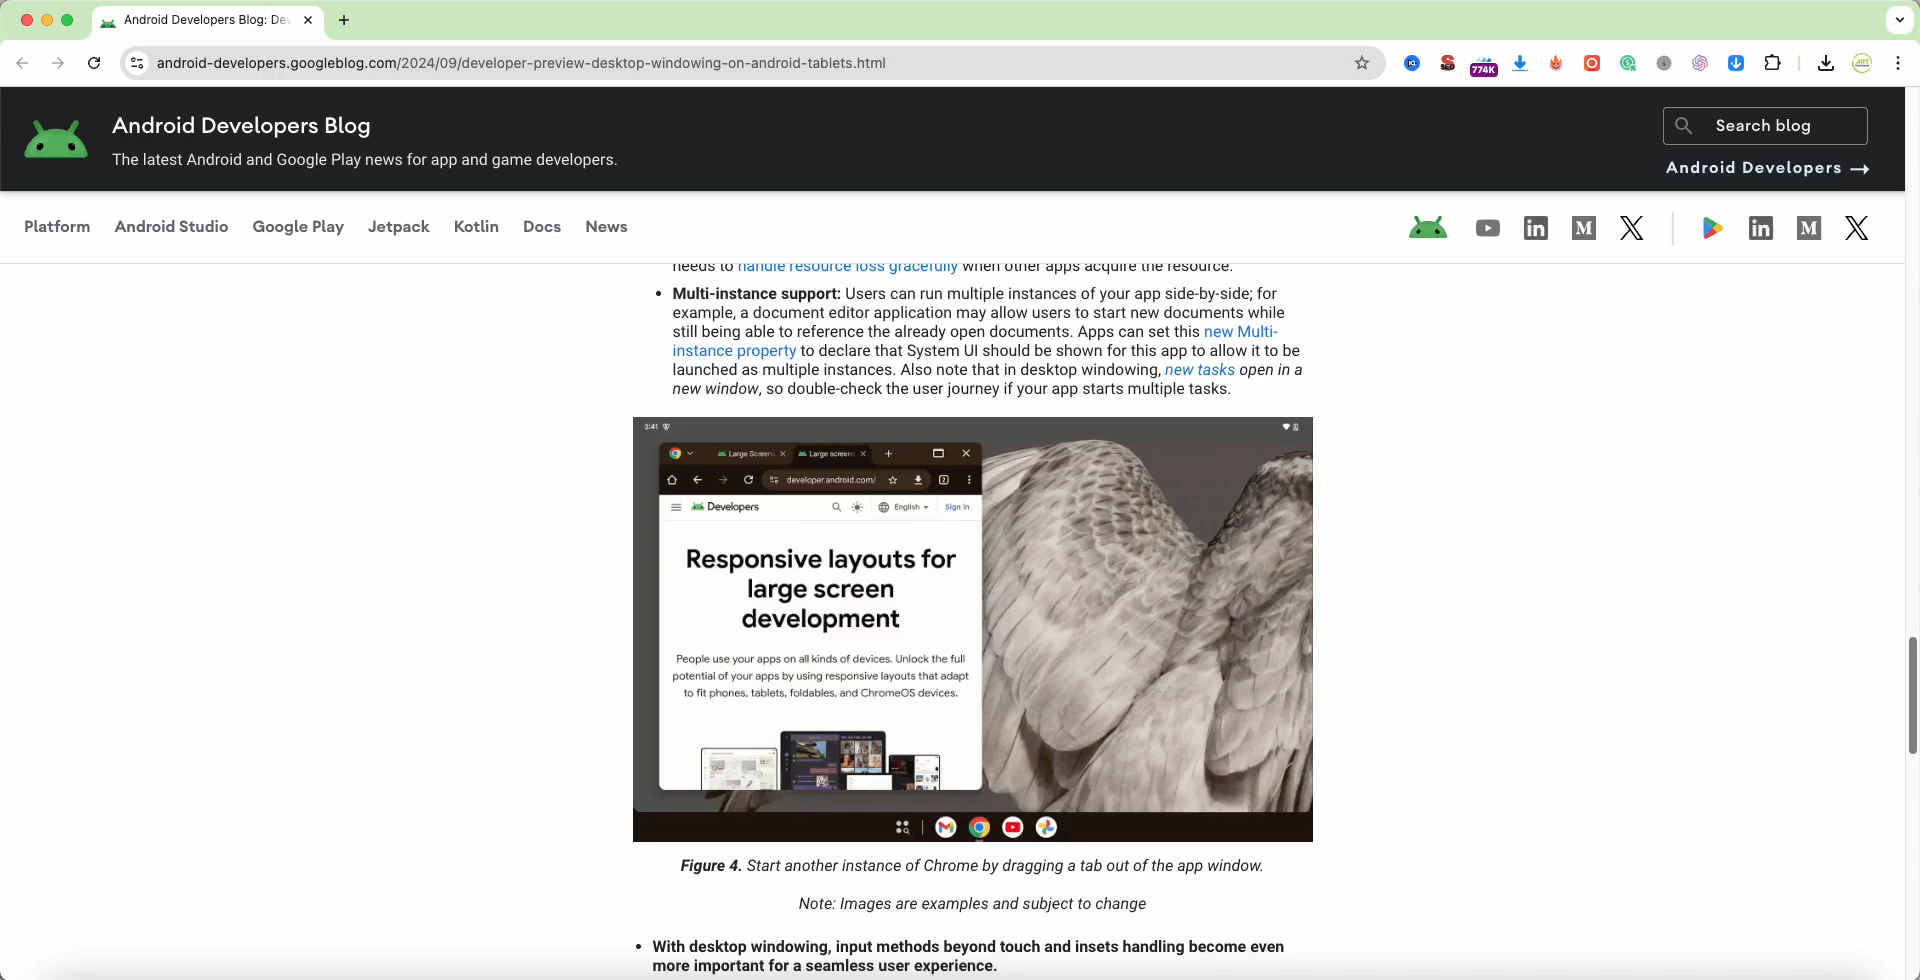 Android Developers Blog: De
android-developers.googleblog.com/2024/09/developer-preview-desktop-windowing-on-android-tablets.html
774K
Android Developers Blog
The latest Android and Google Play news for app and game developers.
Search blog
Android Developers →
Platform Android Studio Google Play Jetpack Kotlin Docs News
needs to handle resource loss gracefully when other apps acquire the resource.
• Multi-instance support: Users can run multiple instances of your app side-by-side; for
example, a document editor application may allow users to start new documents while
still being able to reference the already open documents. Apps can set this new Multi-
instance property to declare that System UI should be shown for this app to allow it to be
launched as multiple instances. Also note that in desktop windowing, new tasks open in a
new window, so double-check the user journey if your app starts multiple tasks.
3:41
Large Screen Large screen
developer.android.com/ 2
Developers English Sign in
Responsive layouts for
large screen
development
People use your apps on all kinds of devices. Unlock the full
potential of your apps by using responsive layouts that adapt
to fit phones, tablets, foldables, and ChromeOS devices.
Figure 4. Start another instance of Chrome by dragging a tab out of the app window.
Note: Images are examples and subject to change
• With desktop windowing, input methods beyond touch and insets handling become even
more important for a seamless user experience.